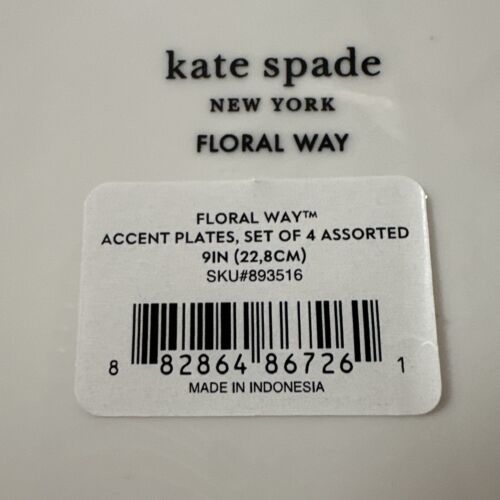 kate spade
NEW YORK
FLORAL WAY
FLORAL WAY™
ACCENT PLATES, SET OF 4 ASSORTED
9IN (22,8CM)
SKU#893516
8 82864 86726 1
MADE IN INDONESIA